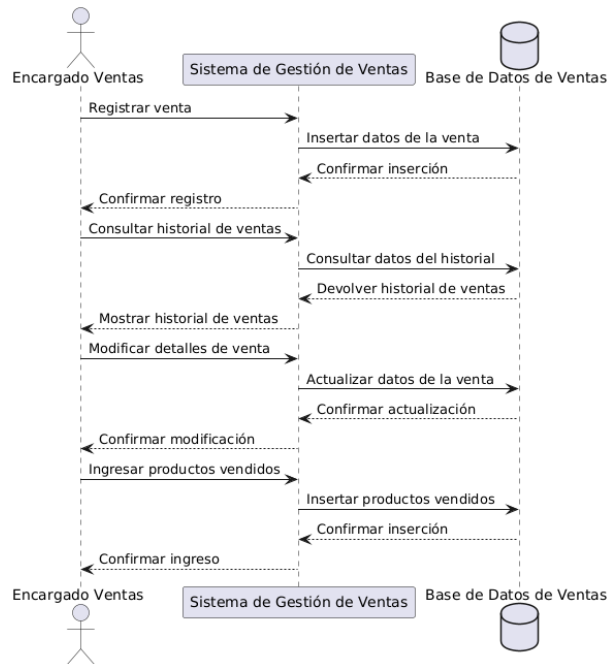 Encargado Ventas
Sistema de Gestión de Ventas
Base de Datos de Ventas
Registrar venta
Insertar datos de la venta
Confirmar inserción
Confirmar registro
Consultar historial de ventas
Consultar datos del historial
Devolver historial de ventas
Mostrar historial de ventas
Modificar detalles de venta
Actualizar datos de la venta
Confirmar actualización
Confirmar modificación
Ingresar productos vendidos
Insertar productos vendidos
Confirmar inserción
Confirmar ingreso
Encargado Ventas
Sistema de Gestión de Ventas
Base de Datos de Ventas